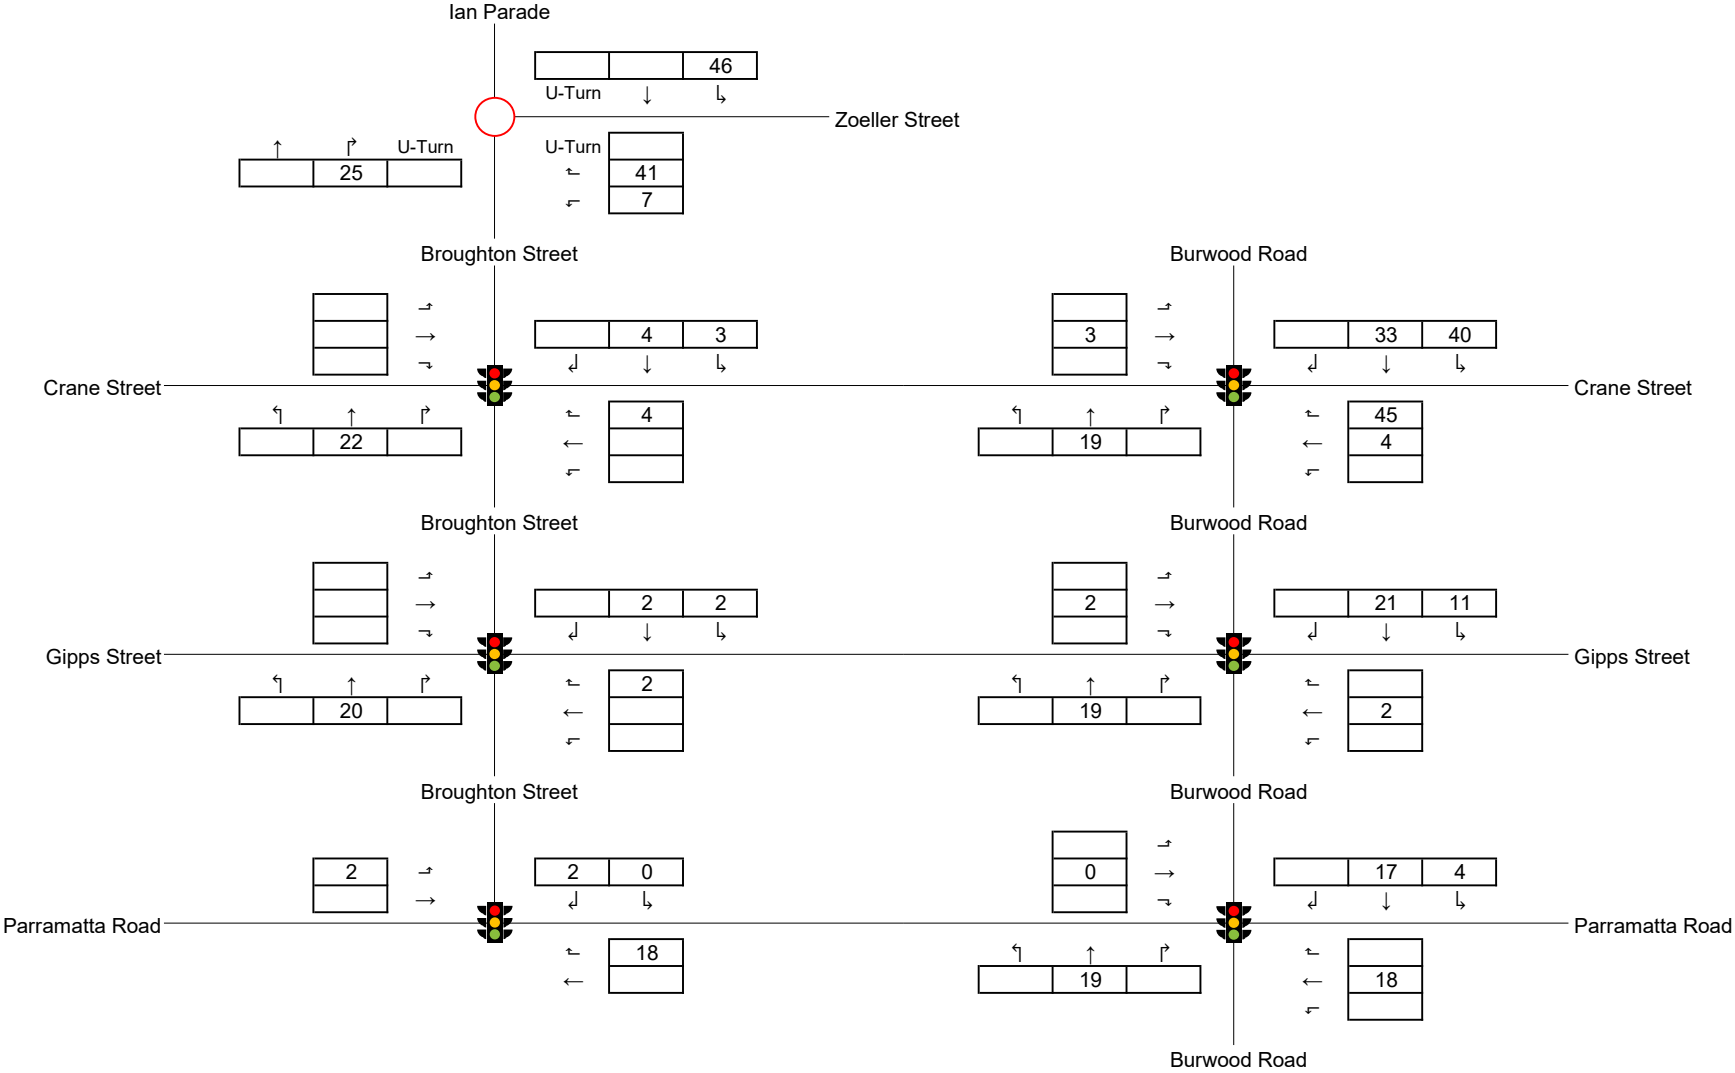 Ian Parade
46
U-Turn ↓ ↳
Zoeller Street
↑ ↱ U-Turn
25
U-Turn
41
7
Broughton Street
Burwood Road
4 3
3
33 40
Crane Street
Crane Street
22
4
19
45
4
Broughton Street
Burwood Road
2 2
2
21 11
Gipps Street
Gipps Street
20
2
19
2
Broughton Street
Burwood Road
2
2 0
0
17 4
Parramatta Road
Parramatta Road
18
19
18
Burwood Road